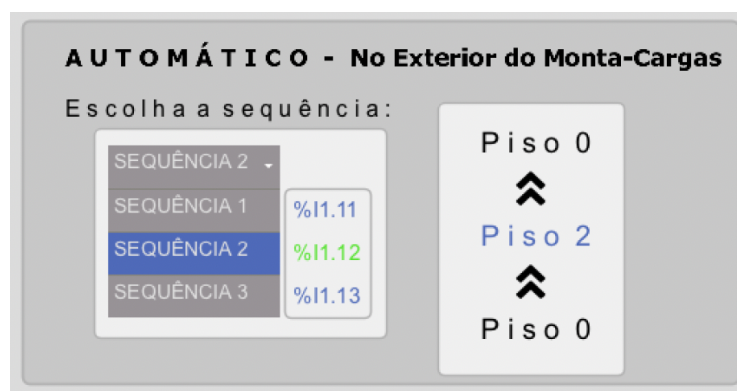 AUTOMÁTICO - No Exterior do Monta-Cargas
Escolha a sequência:
SEQUÊNCIA 2
SEQUÊNCIA 1 %I1.11
SEQUÊNCIA 2 %I1.12
SEQUÊNCIA 3 %I1.13
Piso 0
Piso 2
Piso 0